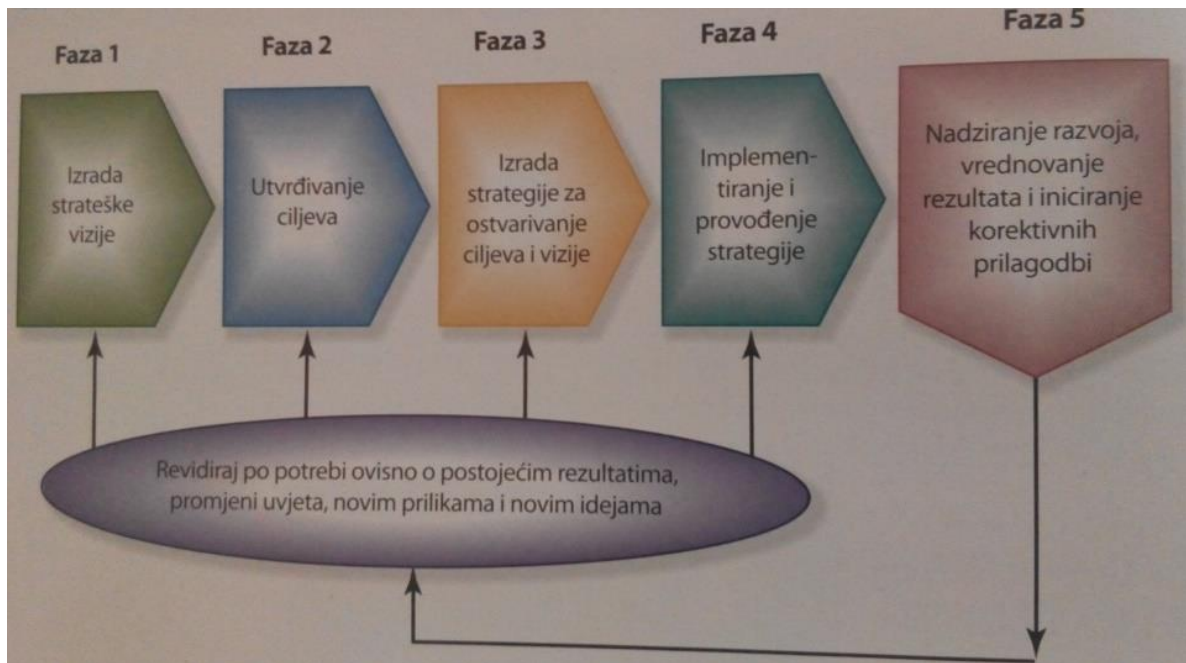 Faza 1
Faza 2
Faza 3
Faza 4
Faza 5
Izrada
strateške
vizije
Utvrđivanje
ciljeva
Izrada
strategije za
ostvarivanje
ciljeva i vizije
Implemen-
tiranje i
provođenje
strategije
Nadziranje razvoja,
vrednovanje
rezultata i iniciranje
korektivnih
prilagodbi
Revidiraj po potrebi ovisno o postojećim rezultatima,
promjeni uvjeta, novim prilikama i novim idejama